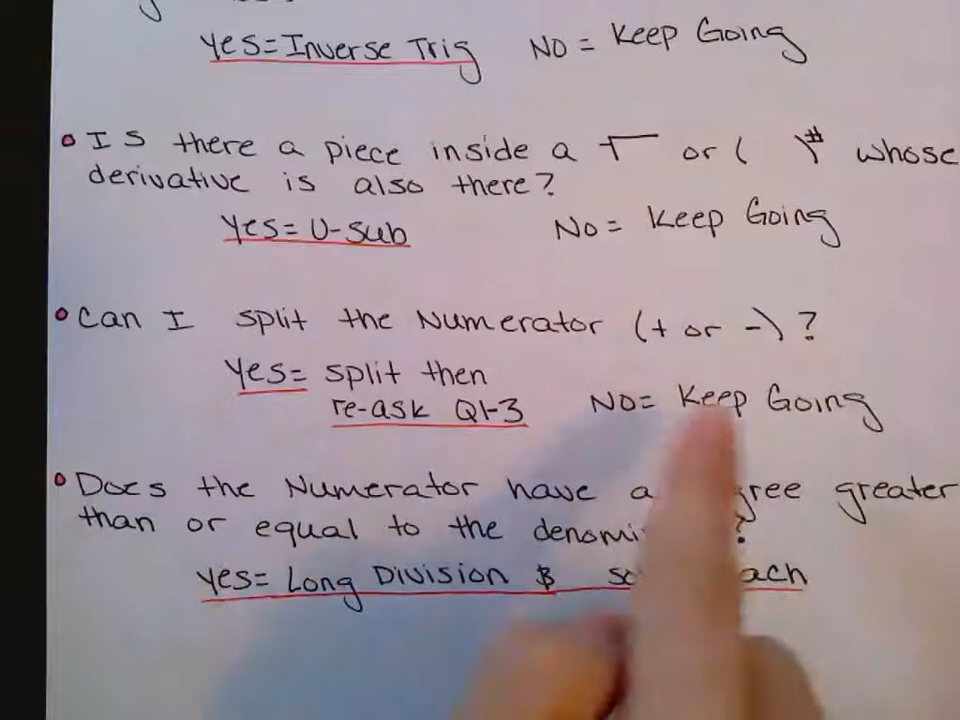 Yes = Inverse Trig No = Keep Going
• Is there a piece inside a √ or ( )^# whose
derivative is also there?
Yes = U-sub No = Keep Going
• Can I split the Numerator (+ or -)?
Yes = split then
re-ask Q1-3 No = Keep Going
• Does the Numerator have a greater
than or equal to the
Yes = Long Division &